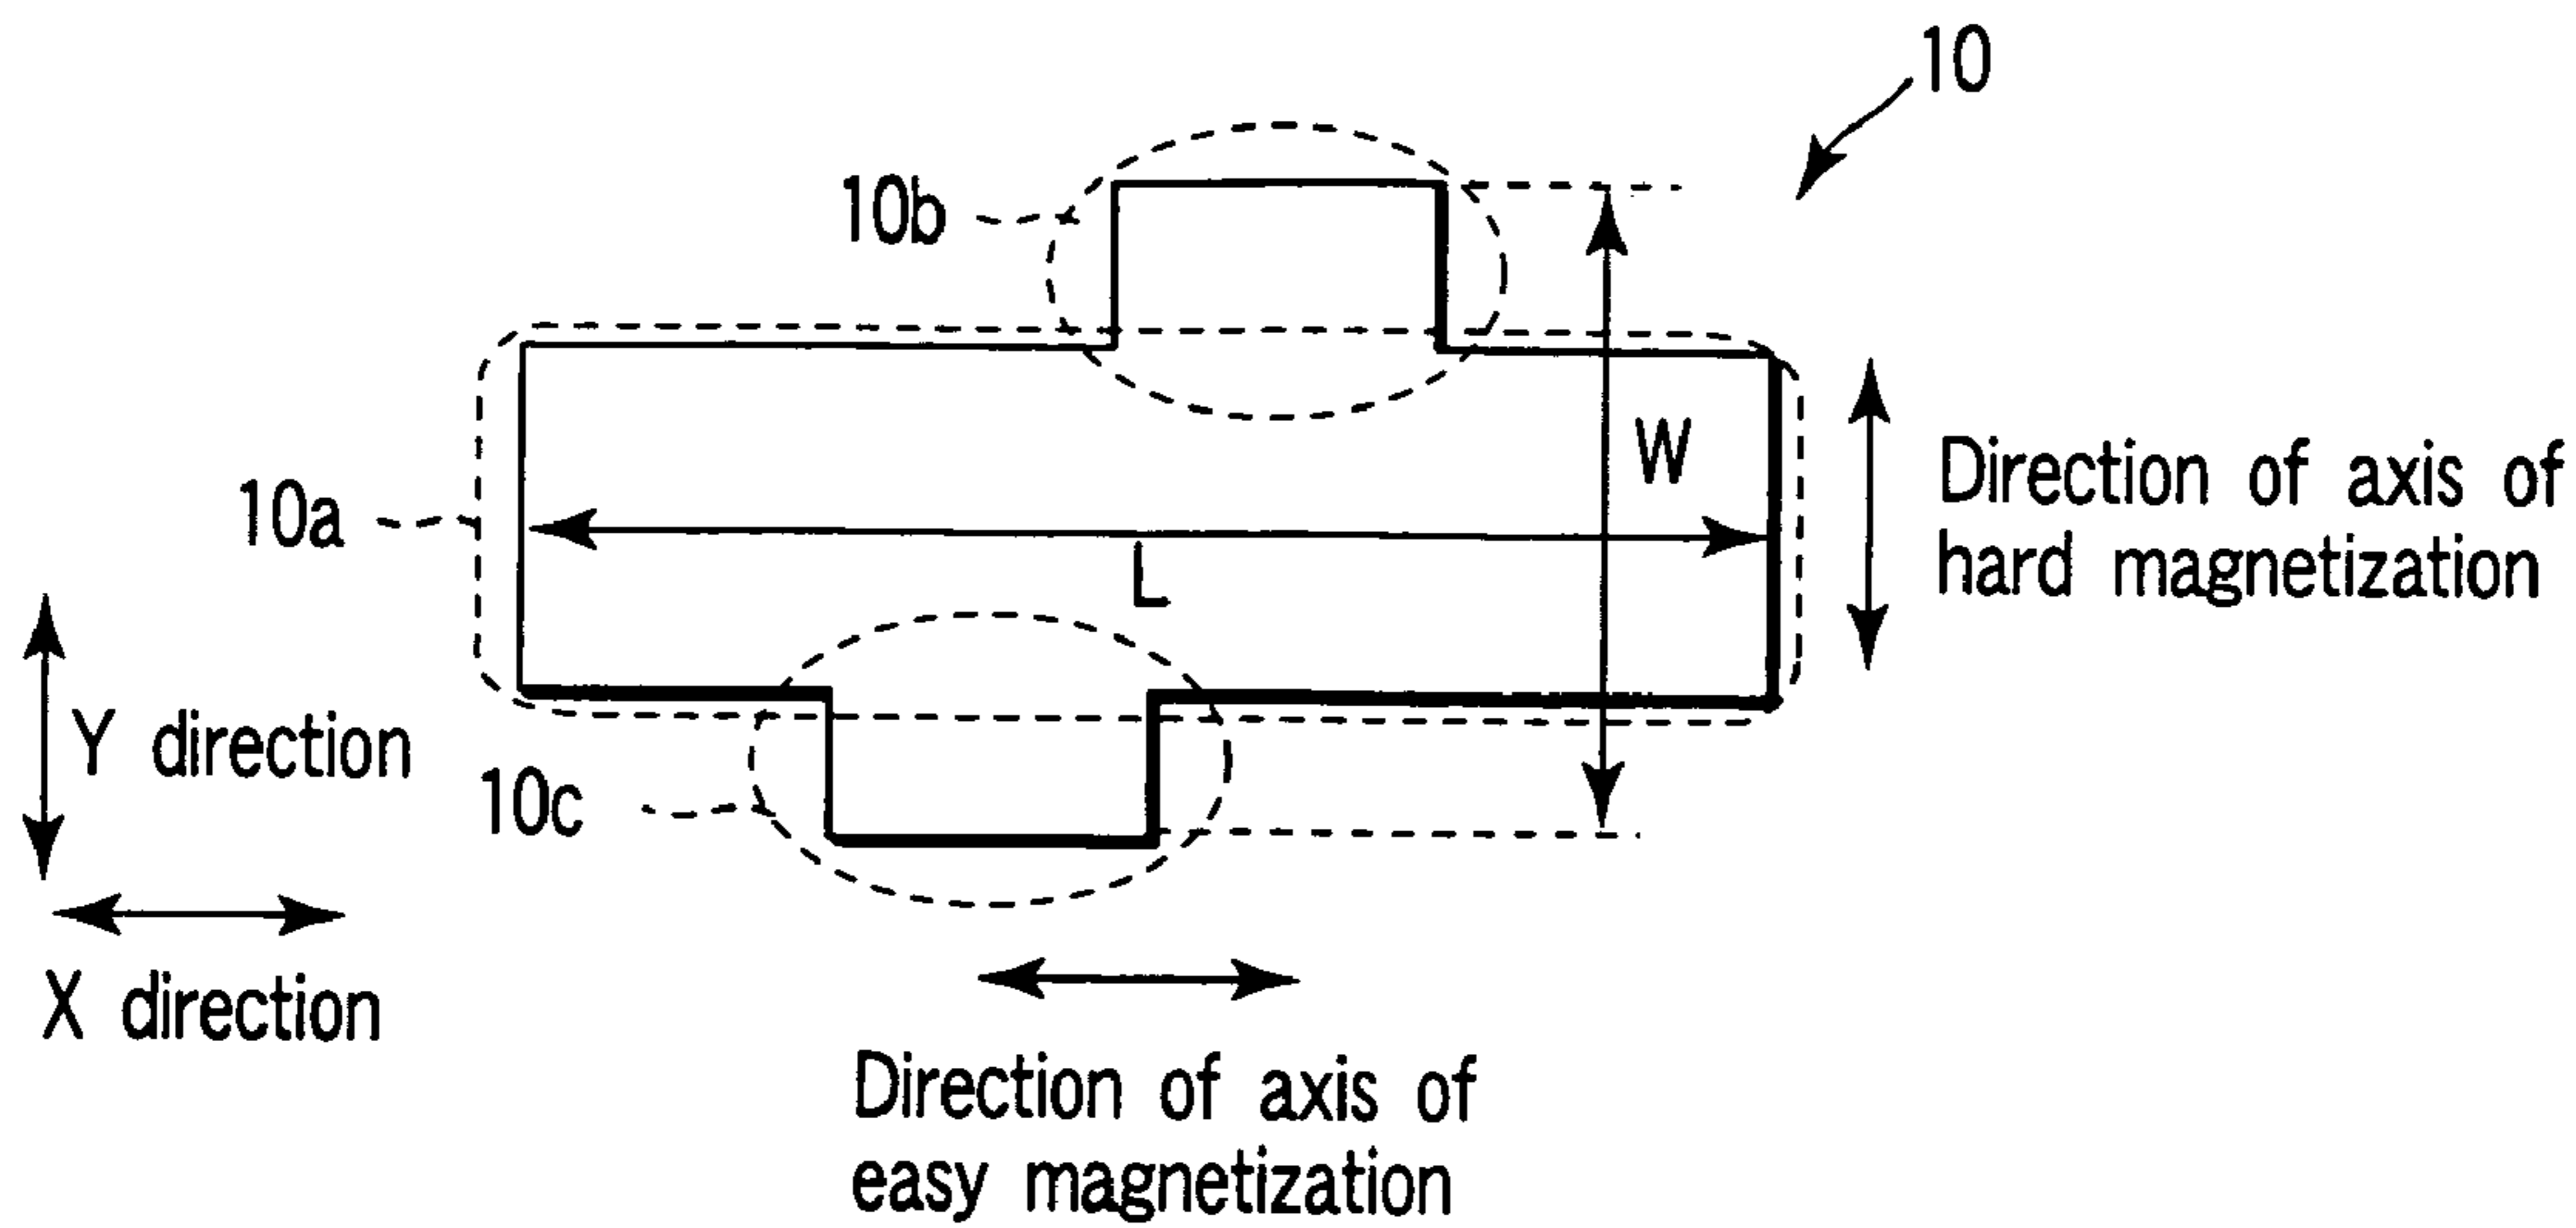 10
10b
W
Direction of axis of
hard magnetization
10a
L
Y direction
10c
X direction
Direction of axis of
easy magnetization